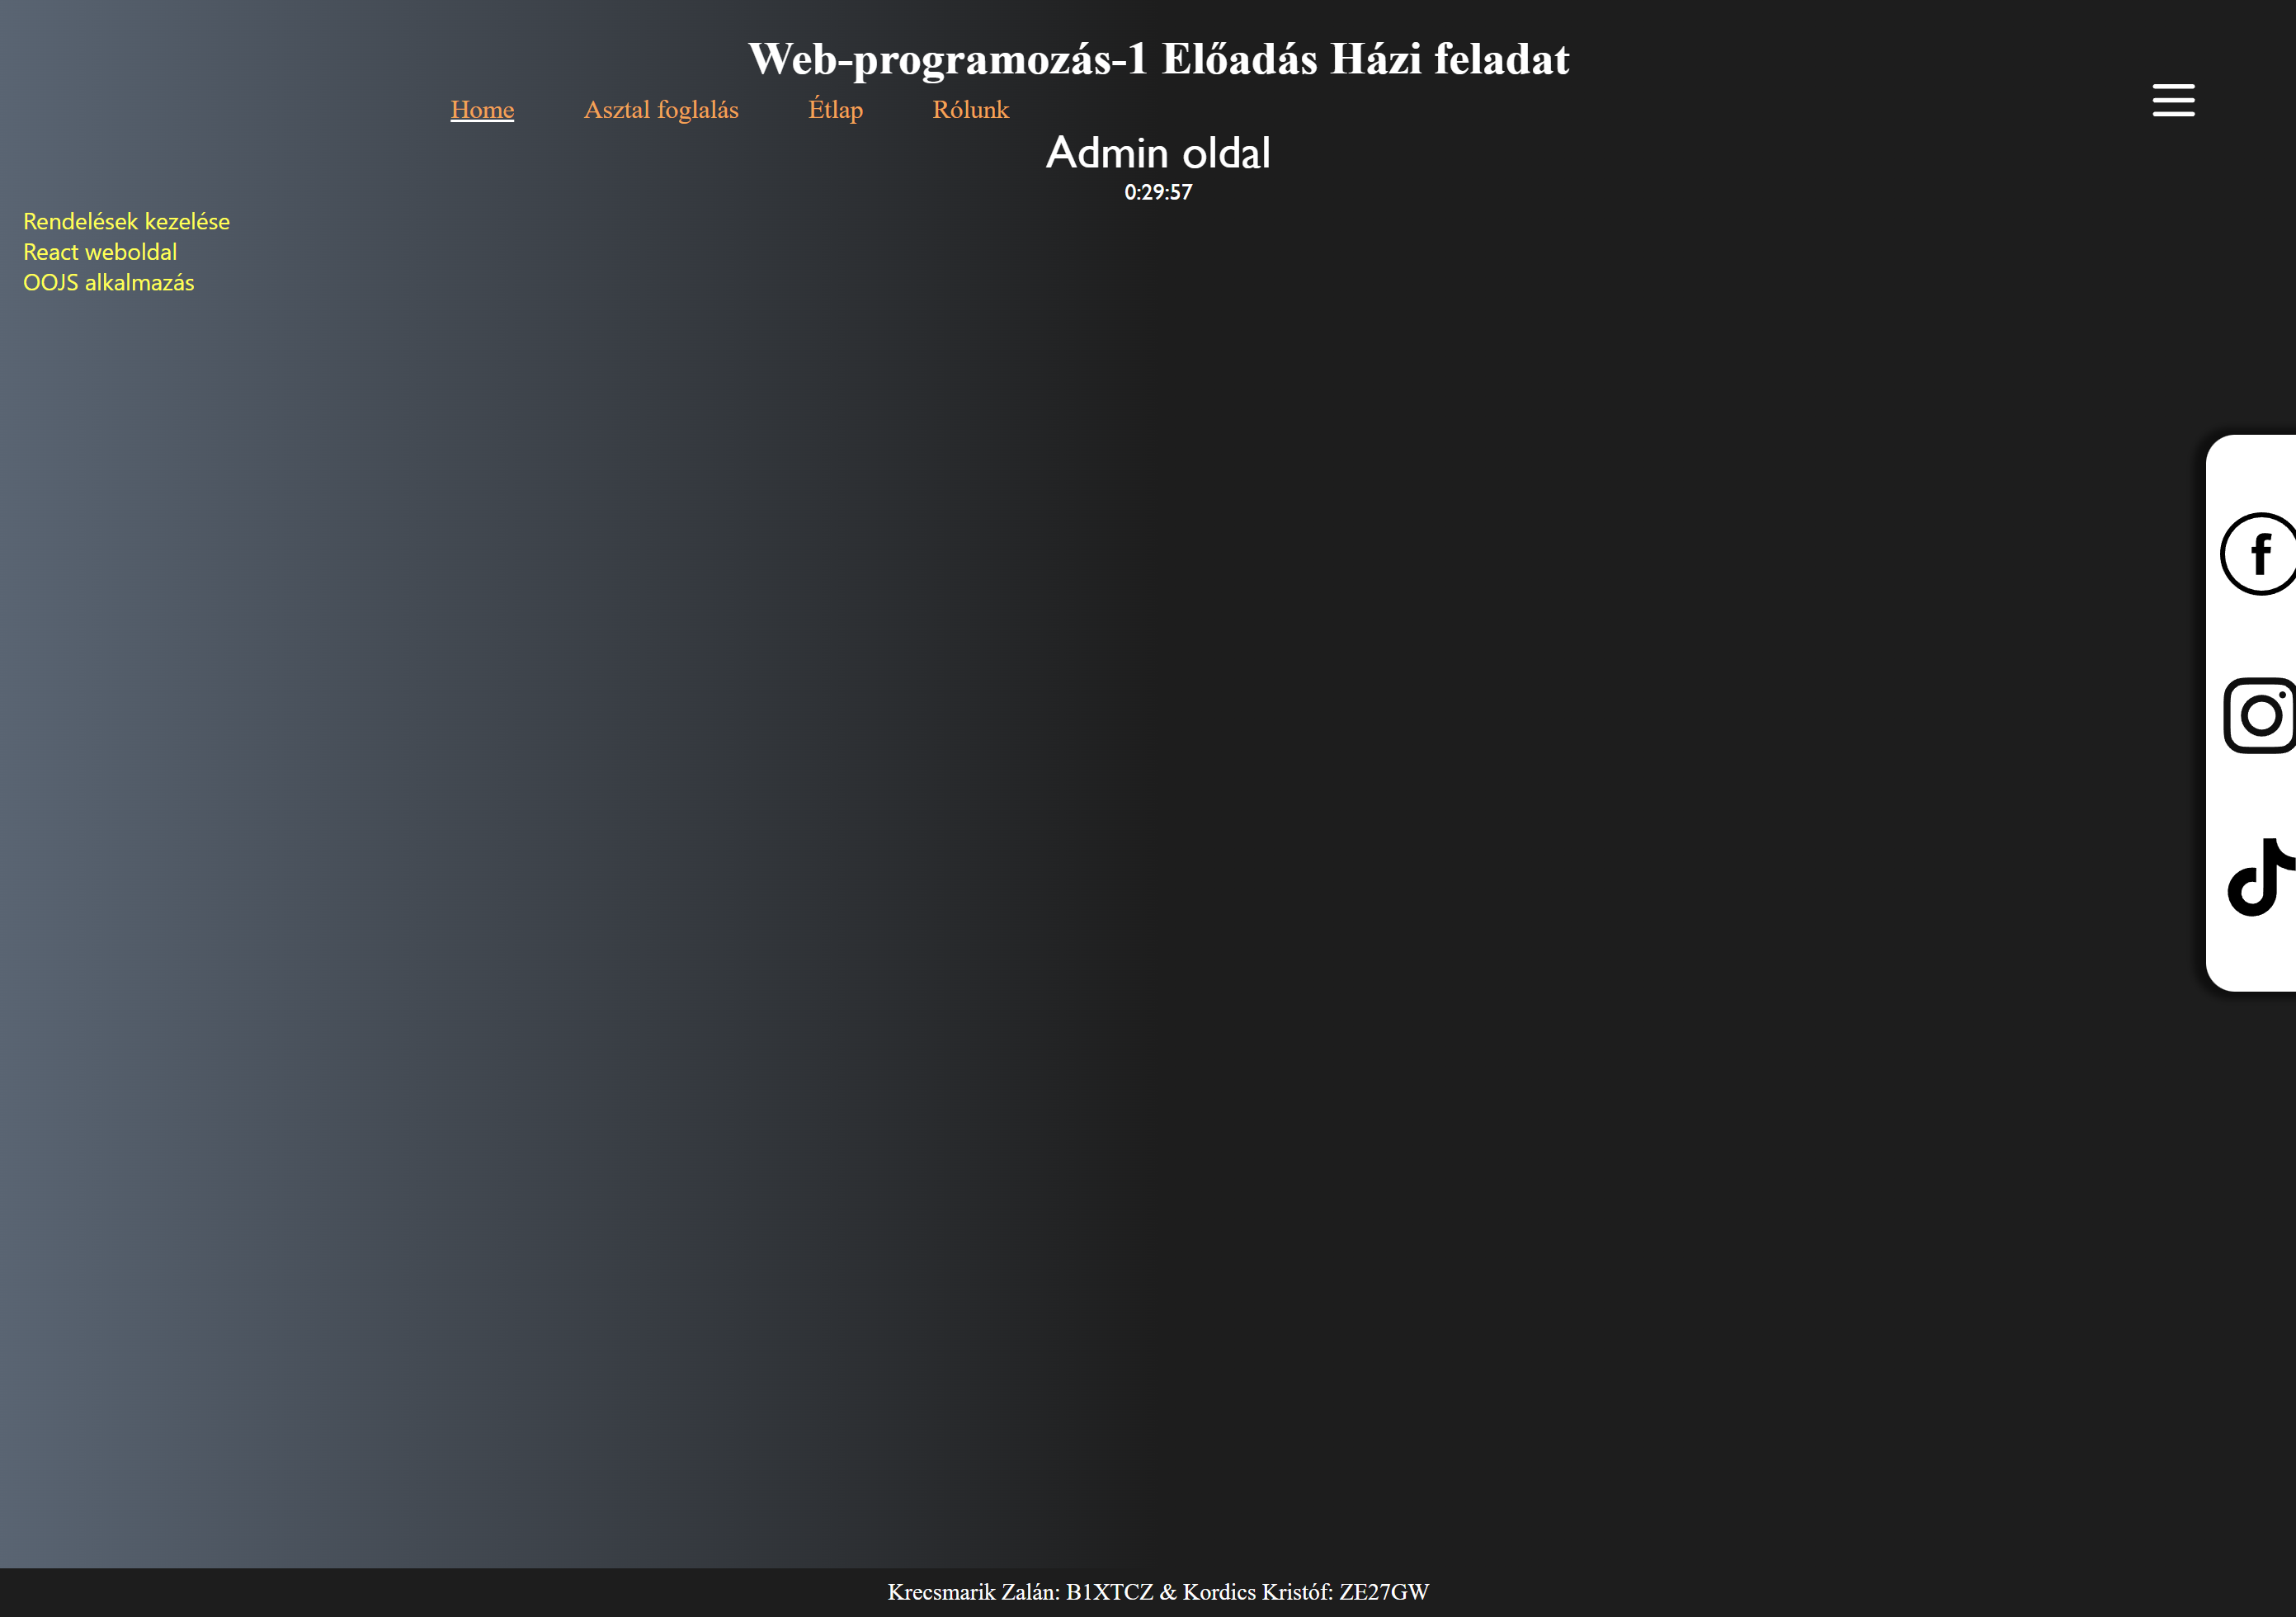 Web-programozás-1 Előadás Házi feladat
Home Asztal foglalás Étlap Rólunk
Admin oldal
0:29:57
Rendelések kezelése
React weboldal
OOJS alkalmazás
Krecsmarik Zalán: B1XTCZ & Kordics Kristóf: ZE27GW